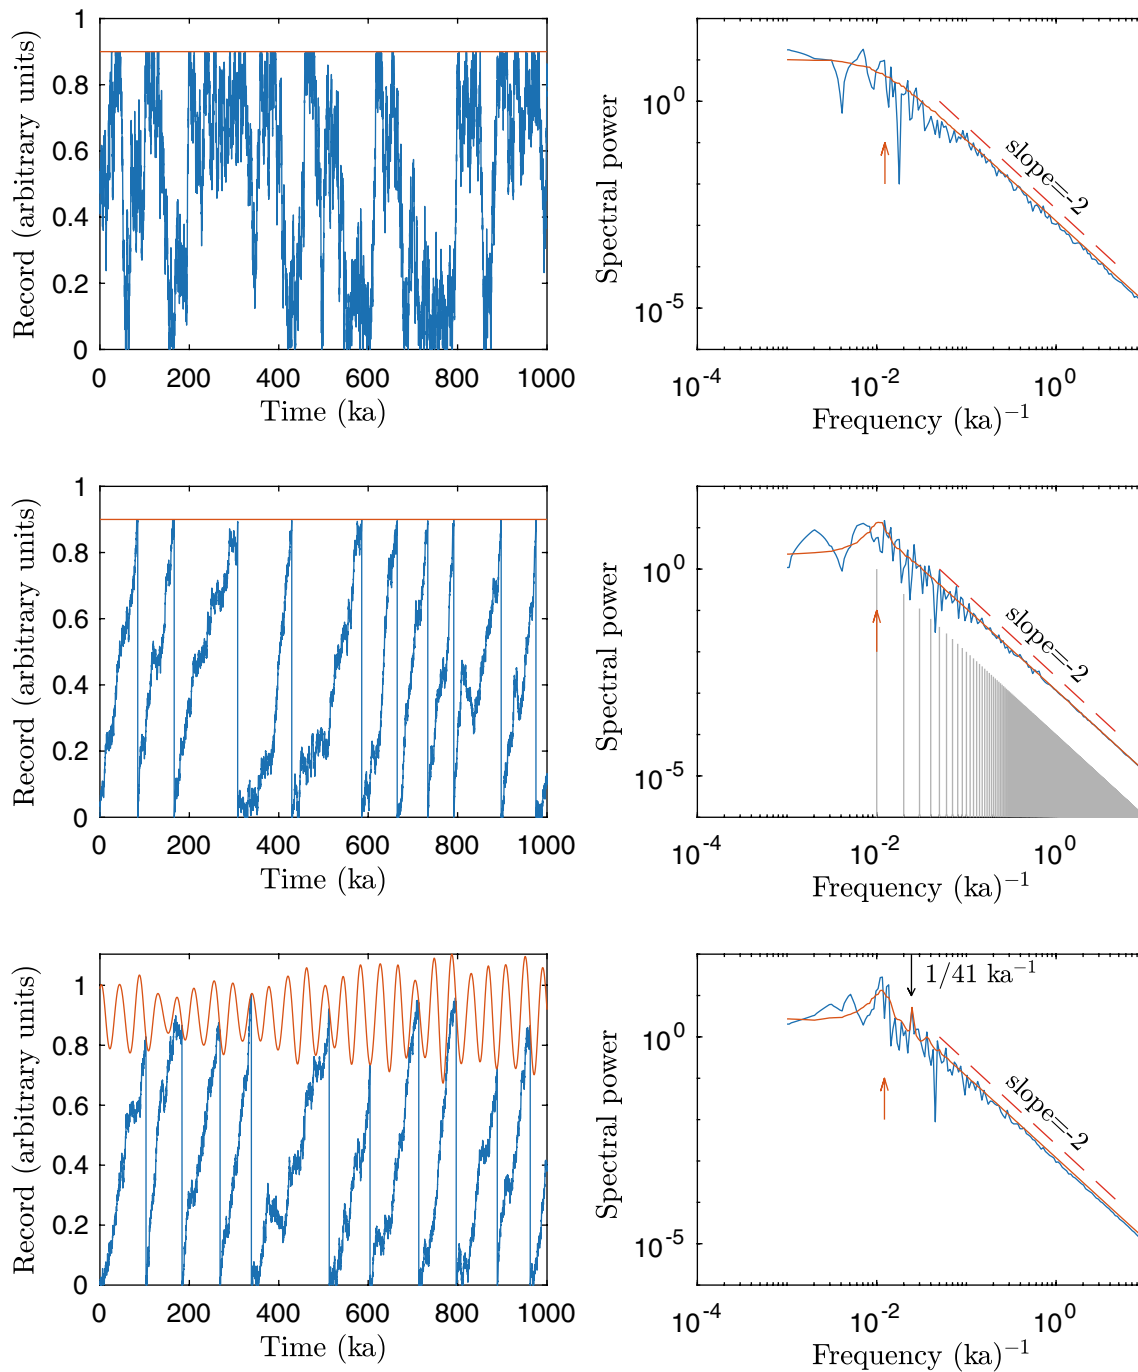 1
0.8
0.6
0.4
0.2
0
Record (arbitrary units)
0 200 400 600 800 1000
Time (ka)
10^0
10^-5
Spectral power
slope=-2
10^-4 10^-2 10^0
Frequency (ka)^-1
1
0.8
0.6
0.4
0.2
0
Record (arbitrary units)
0 200 400 600 800 1000
Time (ka)
10^0
10^-5
Spectral power
slope=-2
10^-4 10^-2 10^0
Frequency (ka)^-1
1
0.8
0.6
0.4
0.2
0
Record (arbitrary units)
0 200 400 600 800 1000
Time (ka)
1/41 ka^-1
10^0
10^-5
Spectral power
slope=-2
10^-4 10^-2 10^0
Frequency (ka)^-1